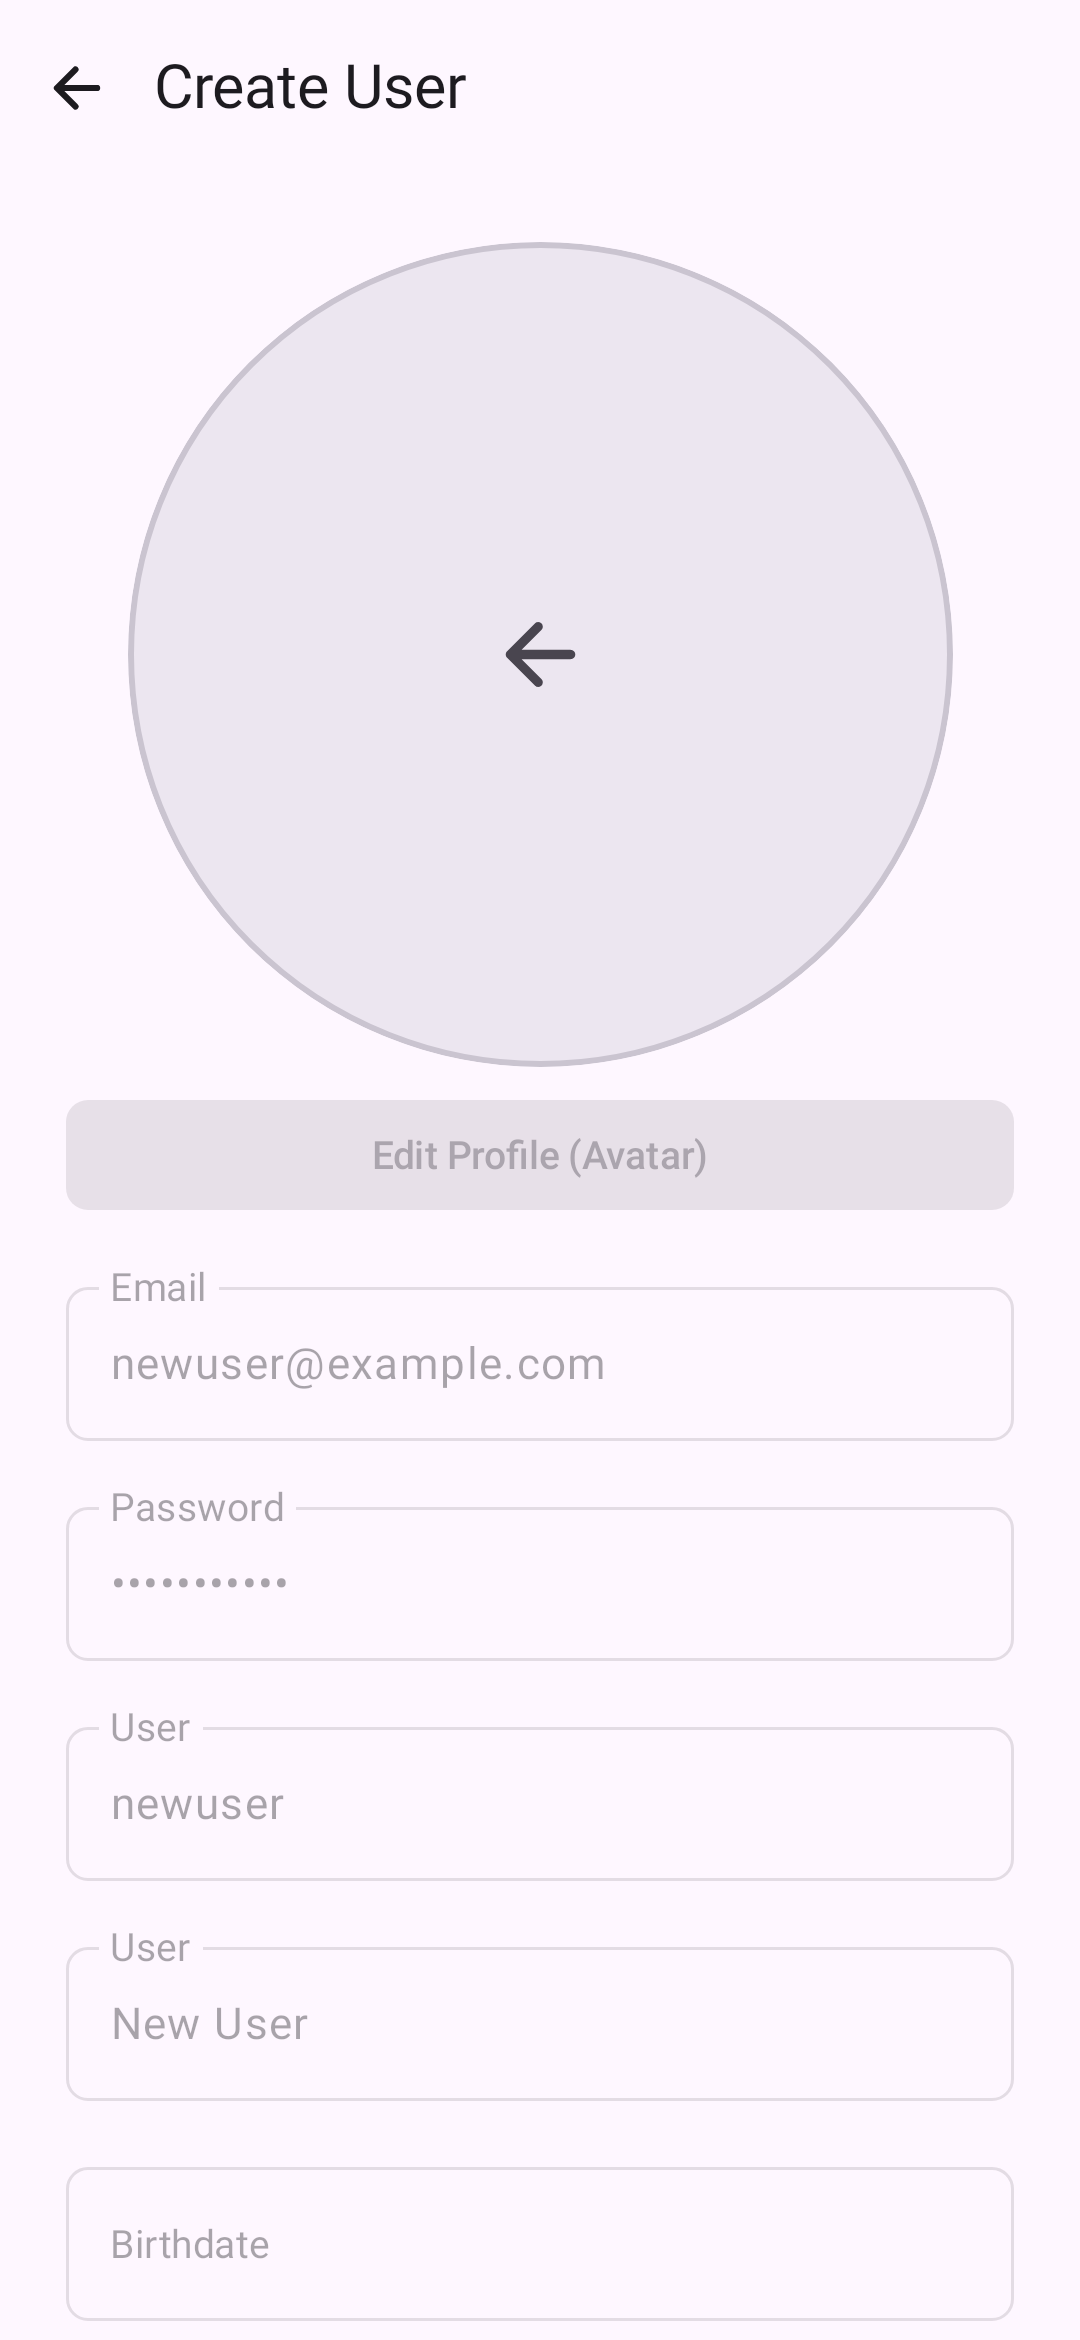 Create User
Edit Profile (Avatar)
Email
newuser@example.com
Password
•••••••••••
User
newuser
User
New User
Birthdate